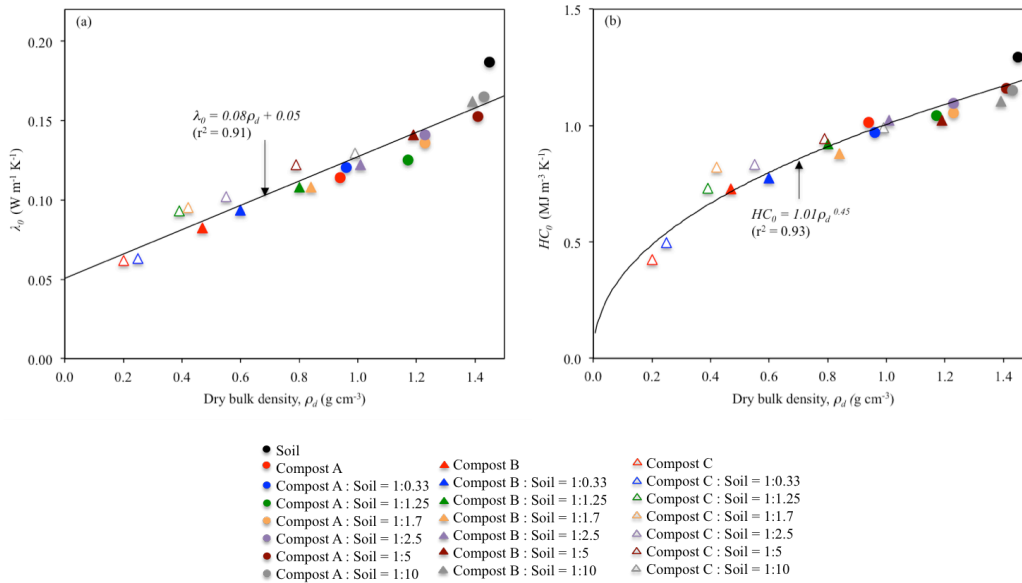 (a)
0.20
0.15
0.10
0.05
0.00
λ₀ (W m⁻¹ K⁻¹)
λ₀ = 0.08ρd + 0.05
(r² = 0.91)
0.0 0.2 0.4 0.6 0.8 1.0 1.2 1.4
Dry bulk density, ρd (g cm⁻³)
(b)
1.5
1.0
0.5
0.0
HC₀ (MJ m⁻³ K⁻¹)
HC₀ = 1.01ρd^0.45
(r² = 0.93)
0.0 0.2 0.4 0.6 0.8 1.0 1.2 1.4
Dry bulk density, ρd (g cm⁻³)
Soil
Compost A
Compost A : Soil = 1:0.33
Compost A : Soil = 1:1.25
Compost A : Soil = 1:1.7
Compost A : Soil = 1:2.5
Compost A : Soil = 1:5
Compost A : Soil = 1:10
Compost B
Compost B : Soil = 1:0.33
Compost B : Soil = 1:1.25
Compost B : Soil = 1:1.7
Compost B : Soil = 1:2.5
Compost B : Soil = 1:5
Compost B : Soil = 1:10
Compost C
Compost C : Soil = 1:0.33
Compost C : Soil = 1:1.25
Compost C : Soil = 1:1.7
Compost C : Soil = 1:2.5
Compost C : Soil = 1:5
Compost C : Soil = 1:10